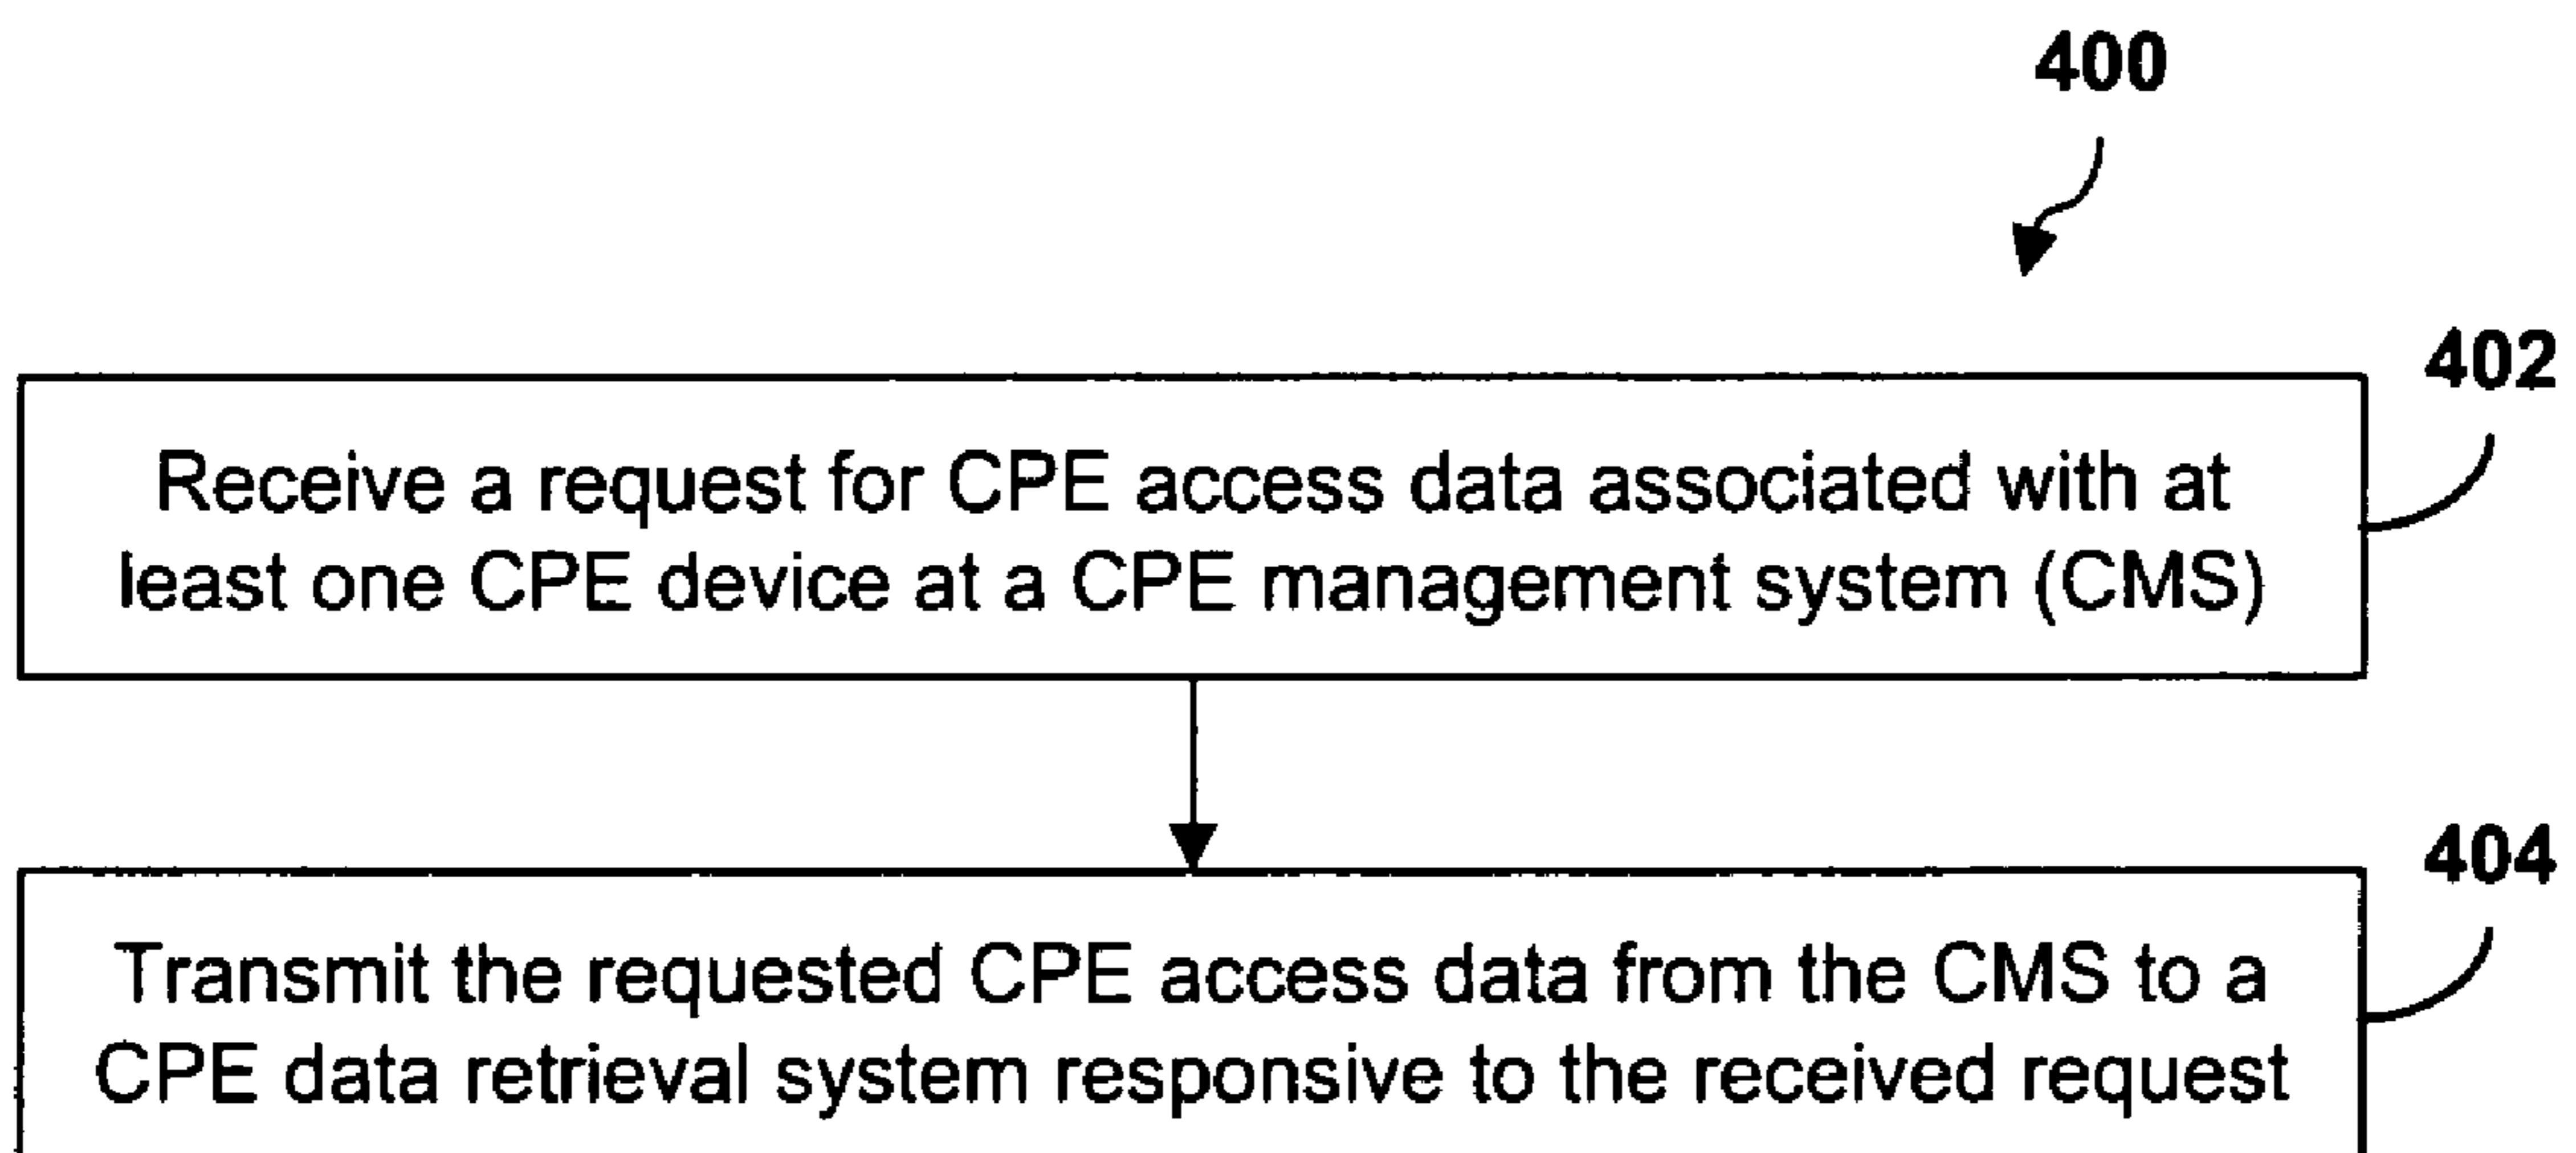 400
402
Receive a request for CPE access data associated with at
least one CPE device at a CPE management system (CMS)
404
Transmit the requested CPE access data from the CMS to a
CPE data retrieval system responsive to the received request